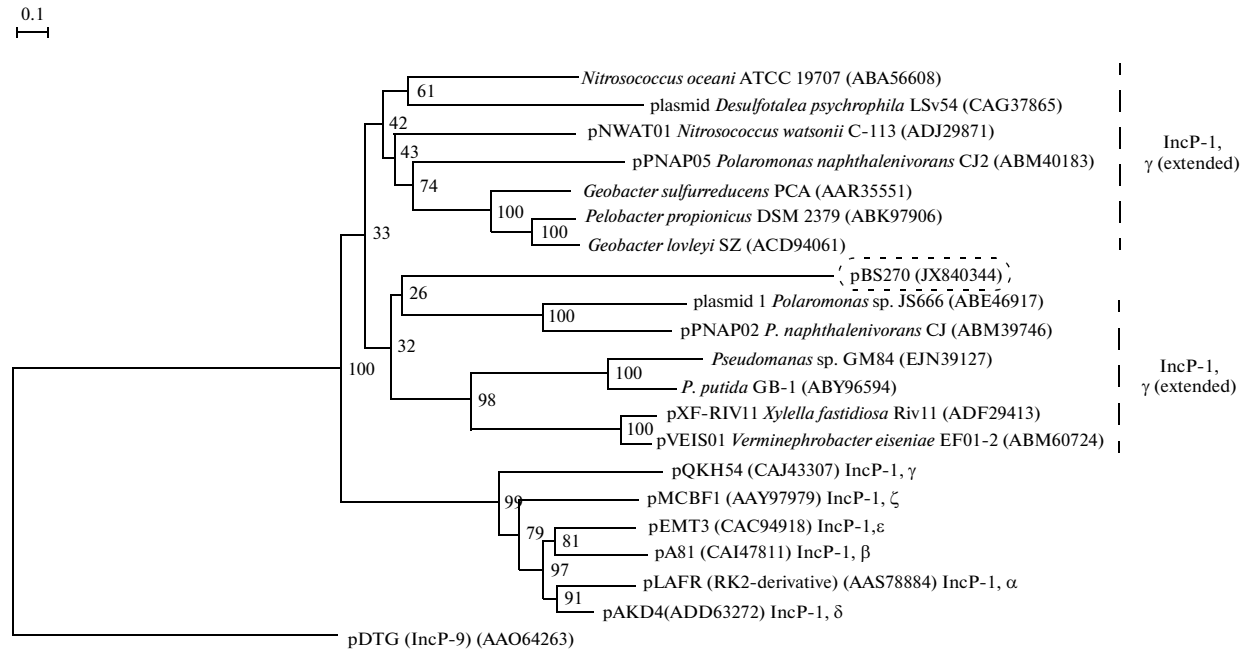 0.1
Nitrosococcus oceani ATCC 19707 (ABA56608)
61
plasmid Desulfotalea psychrophila LSv54 (CAG37865)
42
pNWAT01 Nitrosococcus watsonii C-113 (ADJ29871)
43
pPNAP05 Polaromonas naphthalenivorans CJ2 (ABM40183)
IncP-1,
γ (extended)
74
Geobacter sulfurreducens PCA (AAR35551)
100
Pelobacter propionicus DSM 2379 (ABK97906)
100
33
Geobacter lovleyi SZ (ACD94061)
pBS270 (JX840344)
26
plasmid 1 Polaromonas sp. JS666 (ABE46917)
100
pPNAP02 P. naphthalenivorans CJ (ABM39746)
32
Pseudomanas sp. GM84 (EJN39127)
100
100
P. putida GB-1 (ABY96594)
IncP-1,
γ (extended)
98
pXF-RIV11 Xylella fastidiosa Riv11 (ADF29413)
100
pVEIS01 Verminephrobacter eiseniae EF01-2 (ABM60724)
pQKH54 (CAJ43307) IncP-1, γ
99
pMCBF1 (AAY97979) IncP-1, ζ
79
pEMT3 (CAC94918) IncP-1,ε
81
pA81 (CAI47811) IncP-1, β
97
pLAFR (RK2-derivative) (AAS78884) IncP-1, α
91
pAKD4(ADD63272) IncP-1, δ
pDTG (IncP-9) (AAO64263)